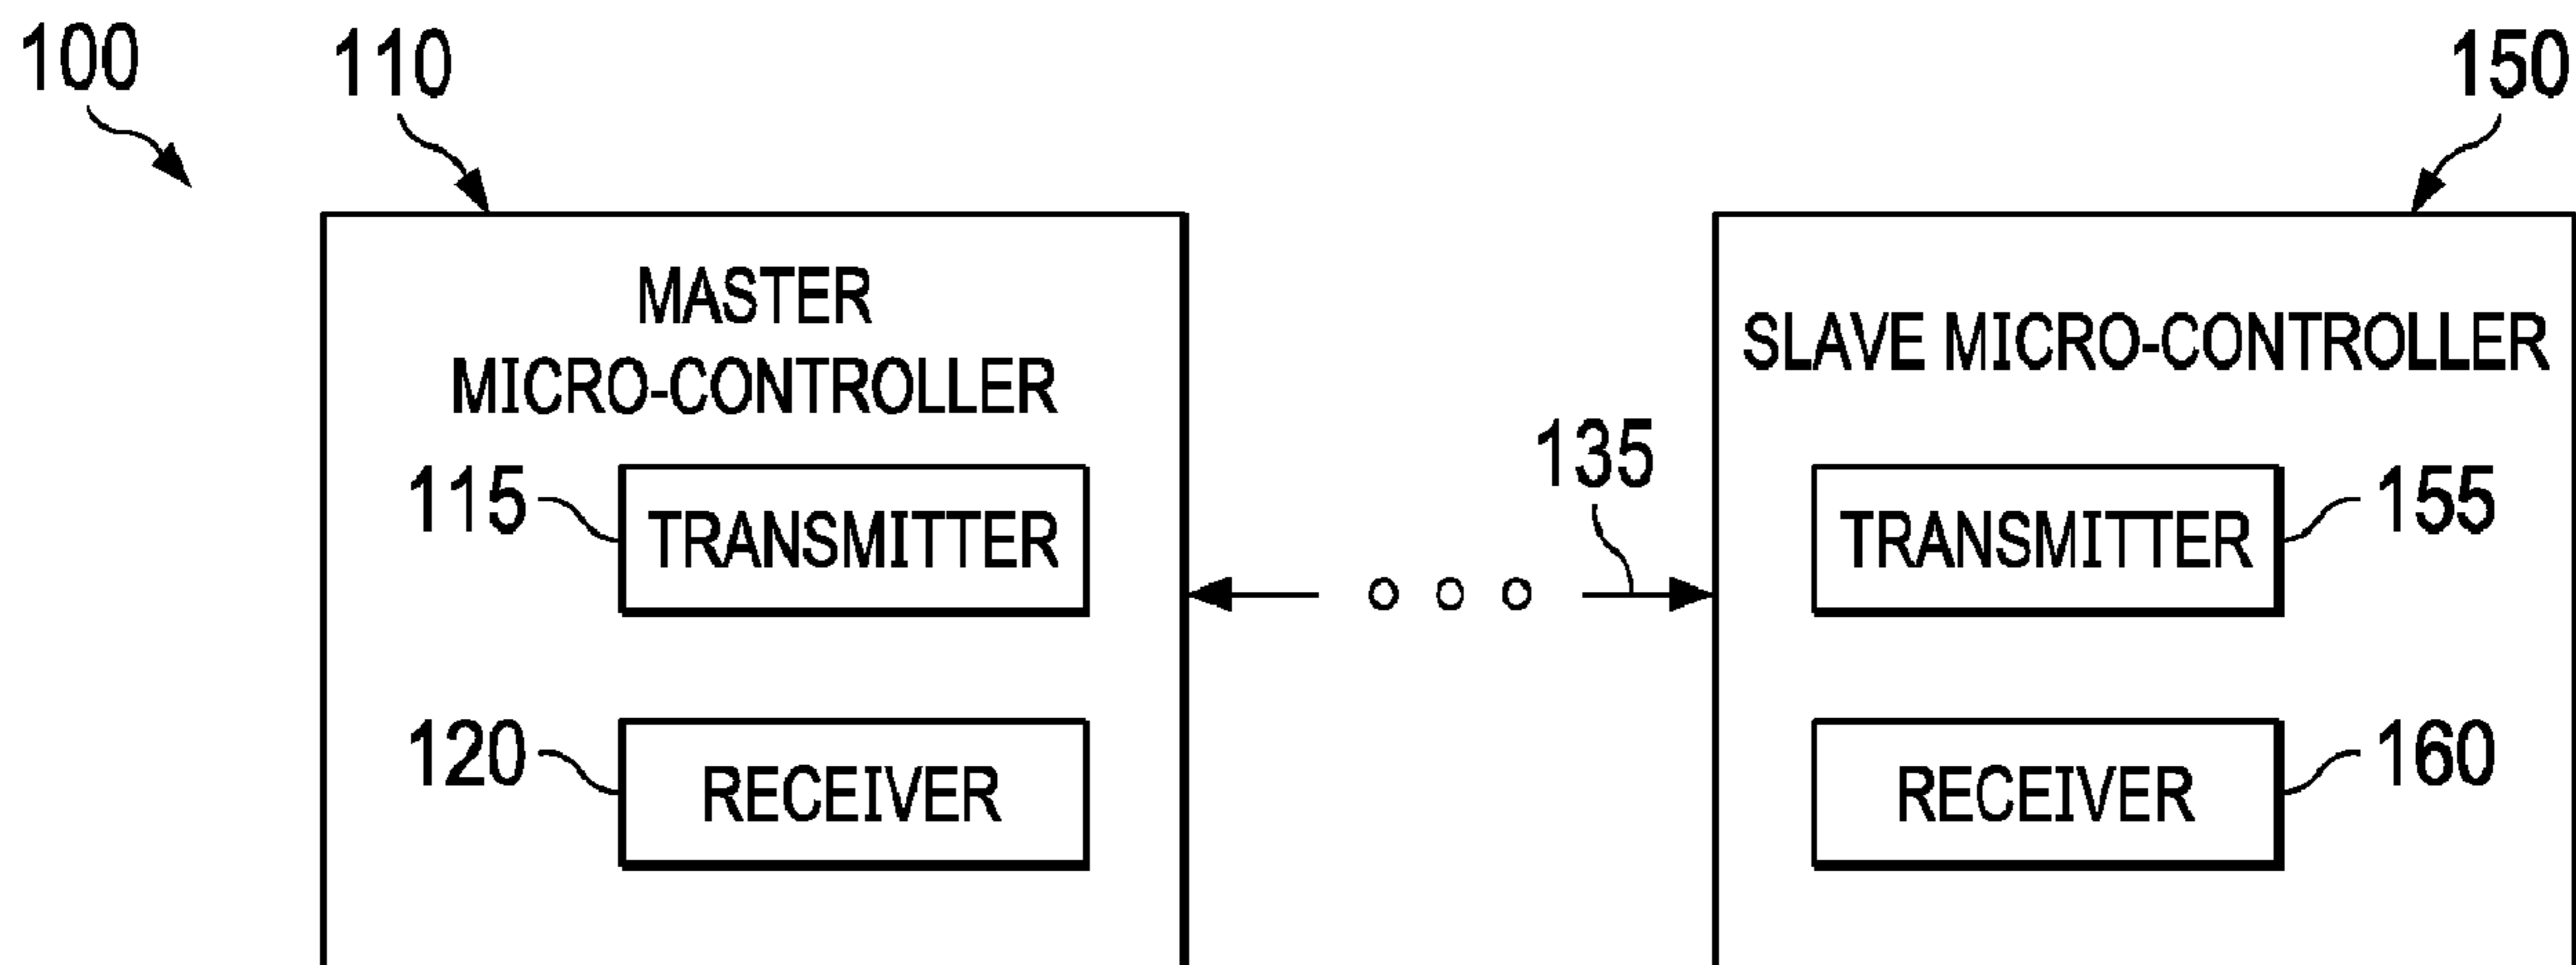 100
110
150
MASTER
MICRO-CONTROLLER
SLAVE MICRO-CONTROLLER
135
115
TRANSMITTER
TRANSMITTER
155
120
RECEIVER
RECEIVER
160